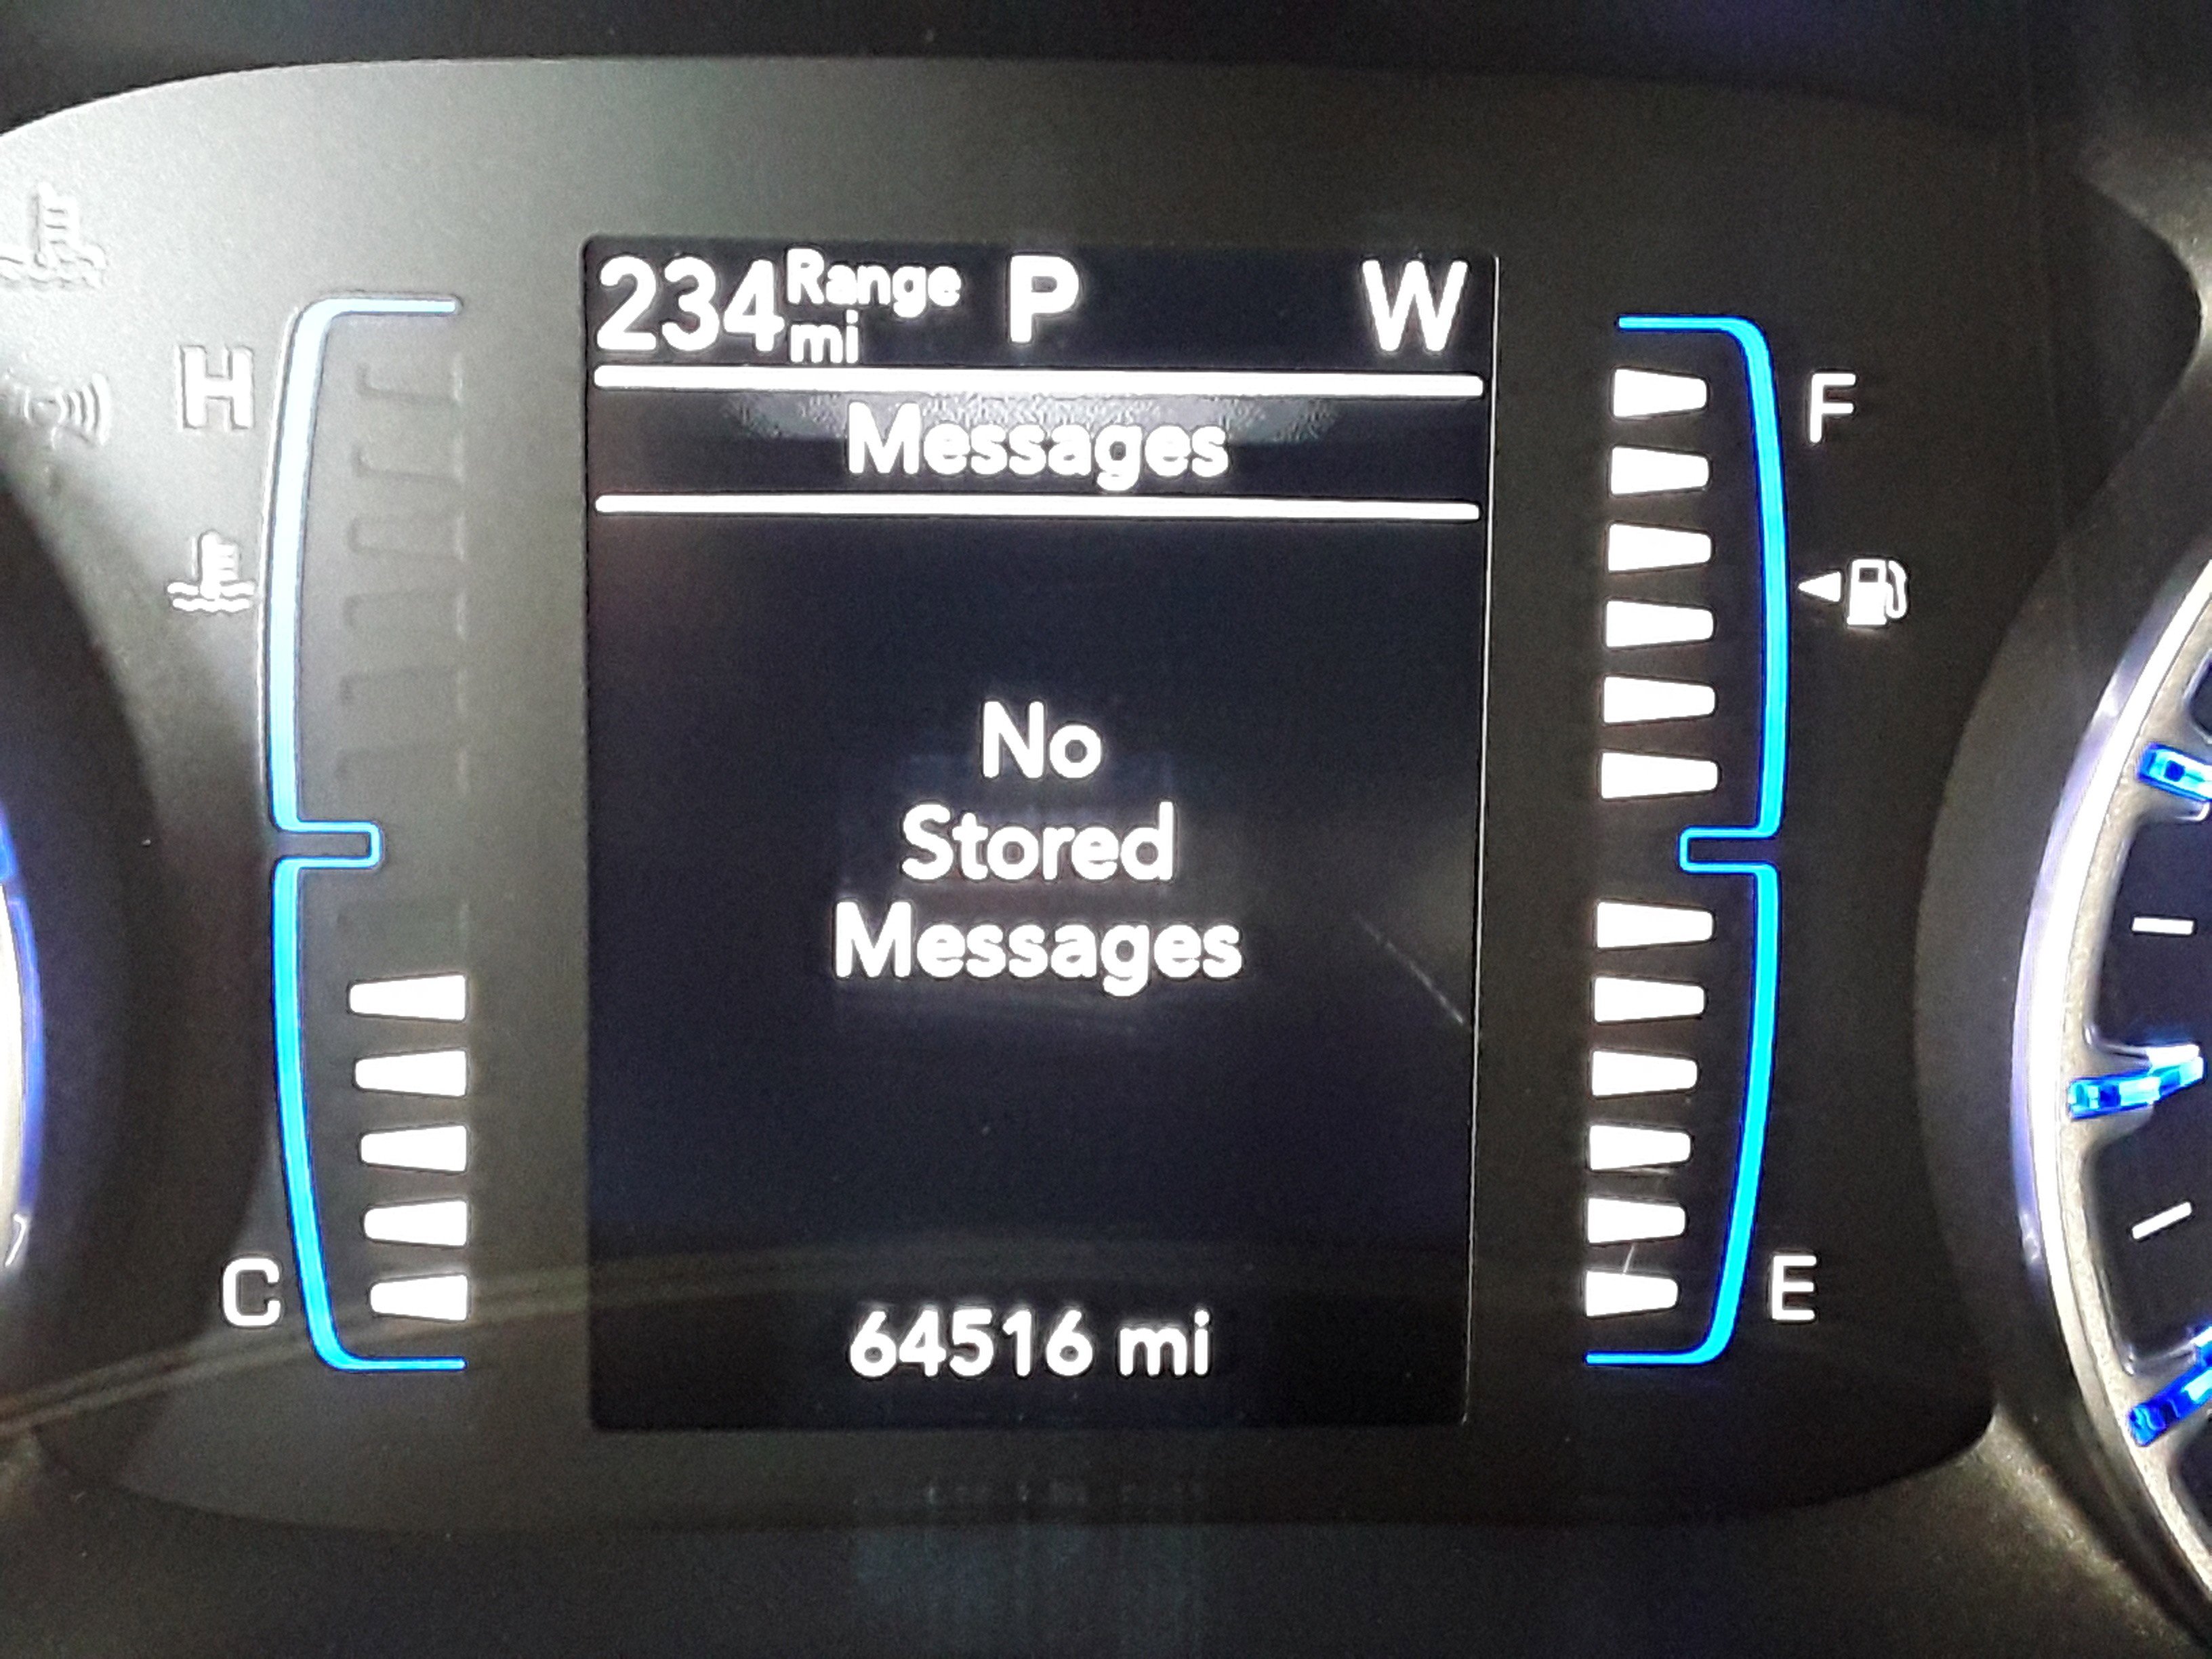 234 Range mi P W
Messages
H
F
No
Stored
Messages
C
E
64516 mi